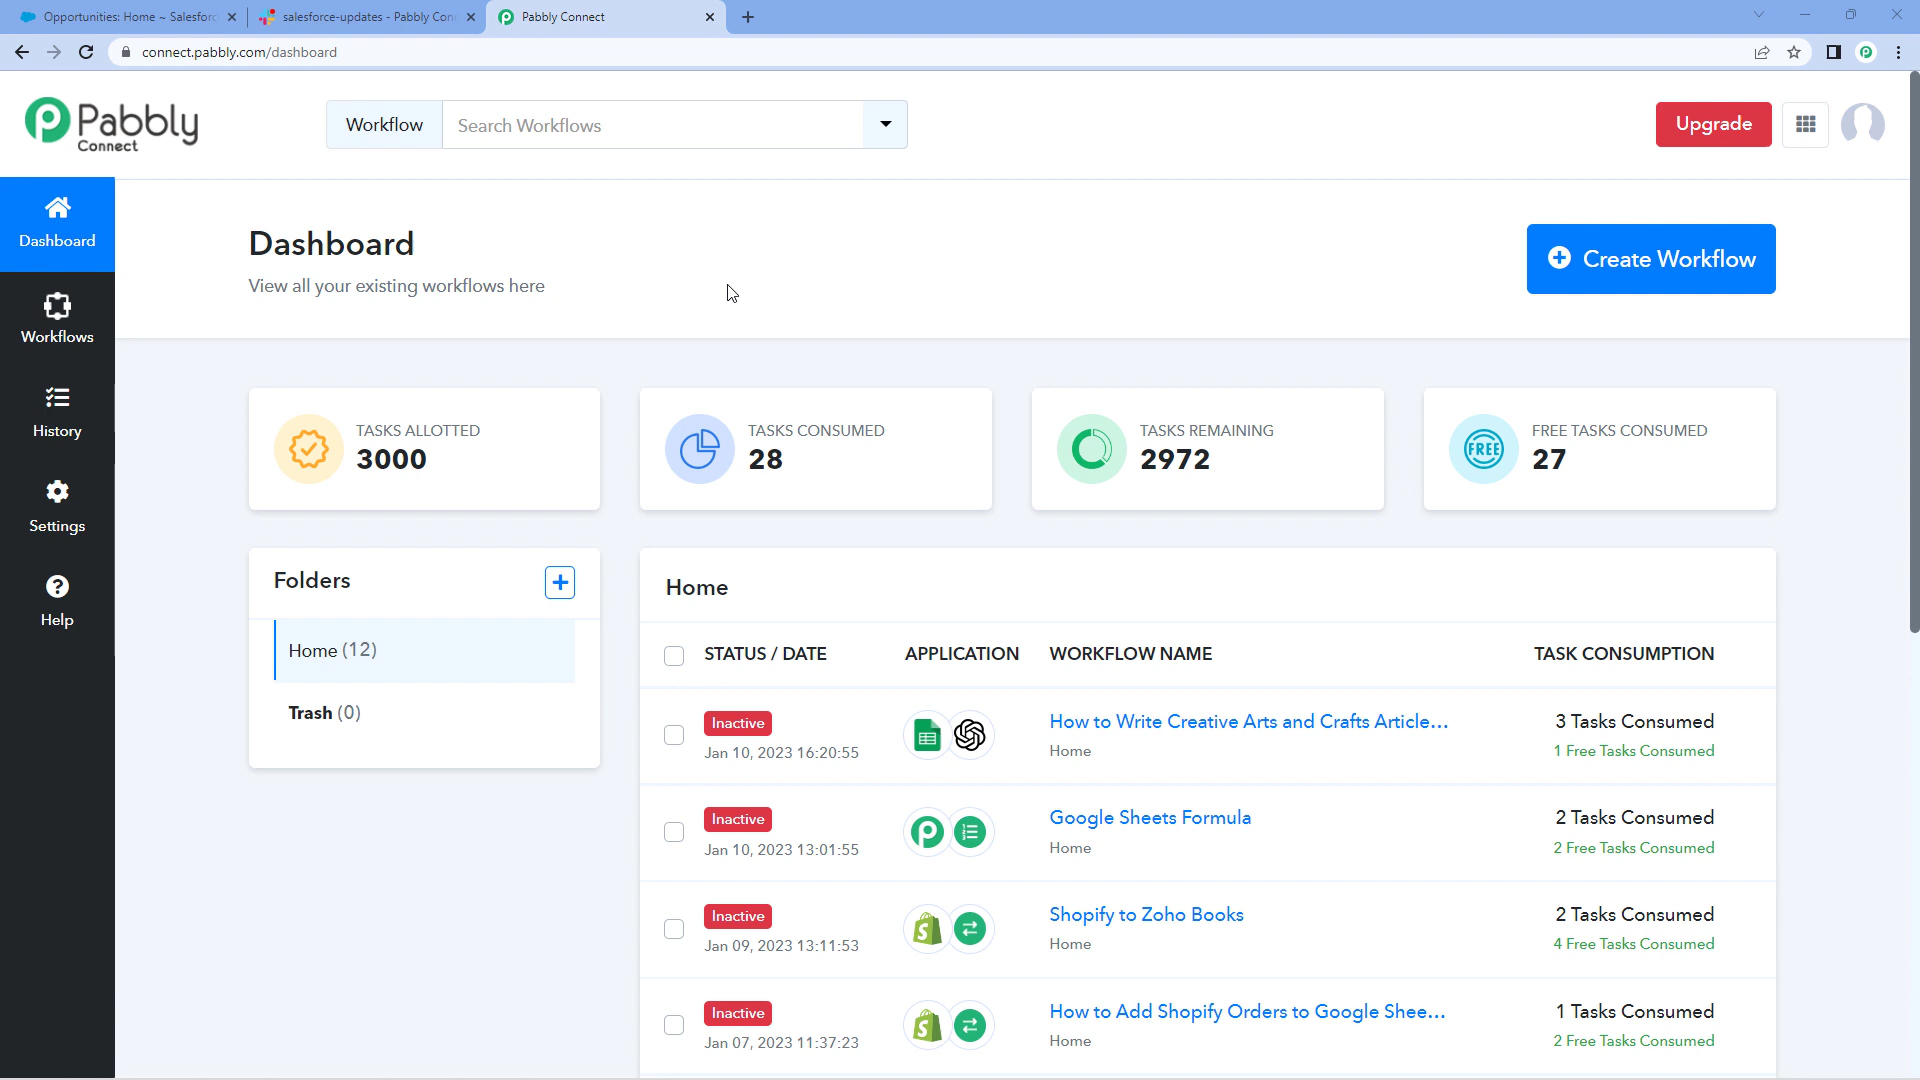 Opportunities: Home ~ Salesforc
salesforce-updates - Pabbly Con
Pabbly Connect
connect.pabbly.com/dashboard
Pabbly
Connect
Workflow
Search Workflows
Upgrade
Dashboard
Workflows
History
Settings
Help
Dashboard
View all your existing workflows here
Create Workflow
TASKS ALLOTTED
3000
TASKS CONSUMED
28
TASKS REMAINING
2972
FREE
FREE TASKS CONSUMED
27
Folders
Home (12)
Trash (0)
Home
STATUS / DATE APPLICATION WORKFLOW NAME TASK CONSUMPTION
Inactive
Jan 10, 2023 16:20:55
How to Write Creative Arts and Crafts Article...
Home
3 Tasks Consumed
1 Free Tasks Consumed
Inactive
Jan 10, 2023 13:01:55
Google Sheets Formula
Home
2 Tasks Consumed
2 Free Tasks Consumed
Inactive
Jan 09, 2023 13:11:53
Shopify to Zoho Books
Home
2 Tasks Consumed
4 Free Tasks Consumed
Inactive
Jan 07, 2023 11:37:23
How to Add Shopify Orders to Google Shee...
Home
1 Tasks Consumed
2 Free Tasks Consumed